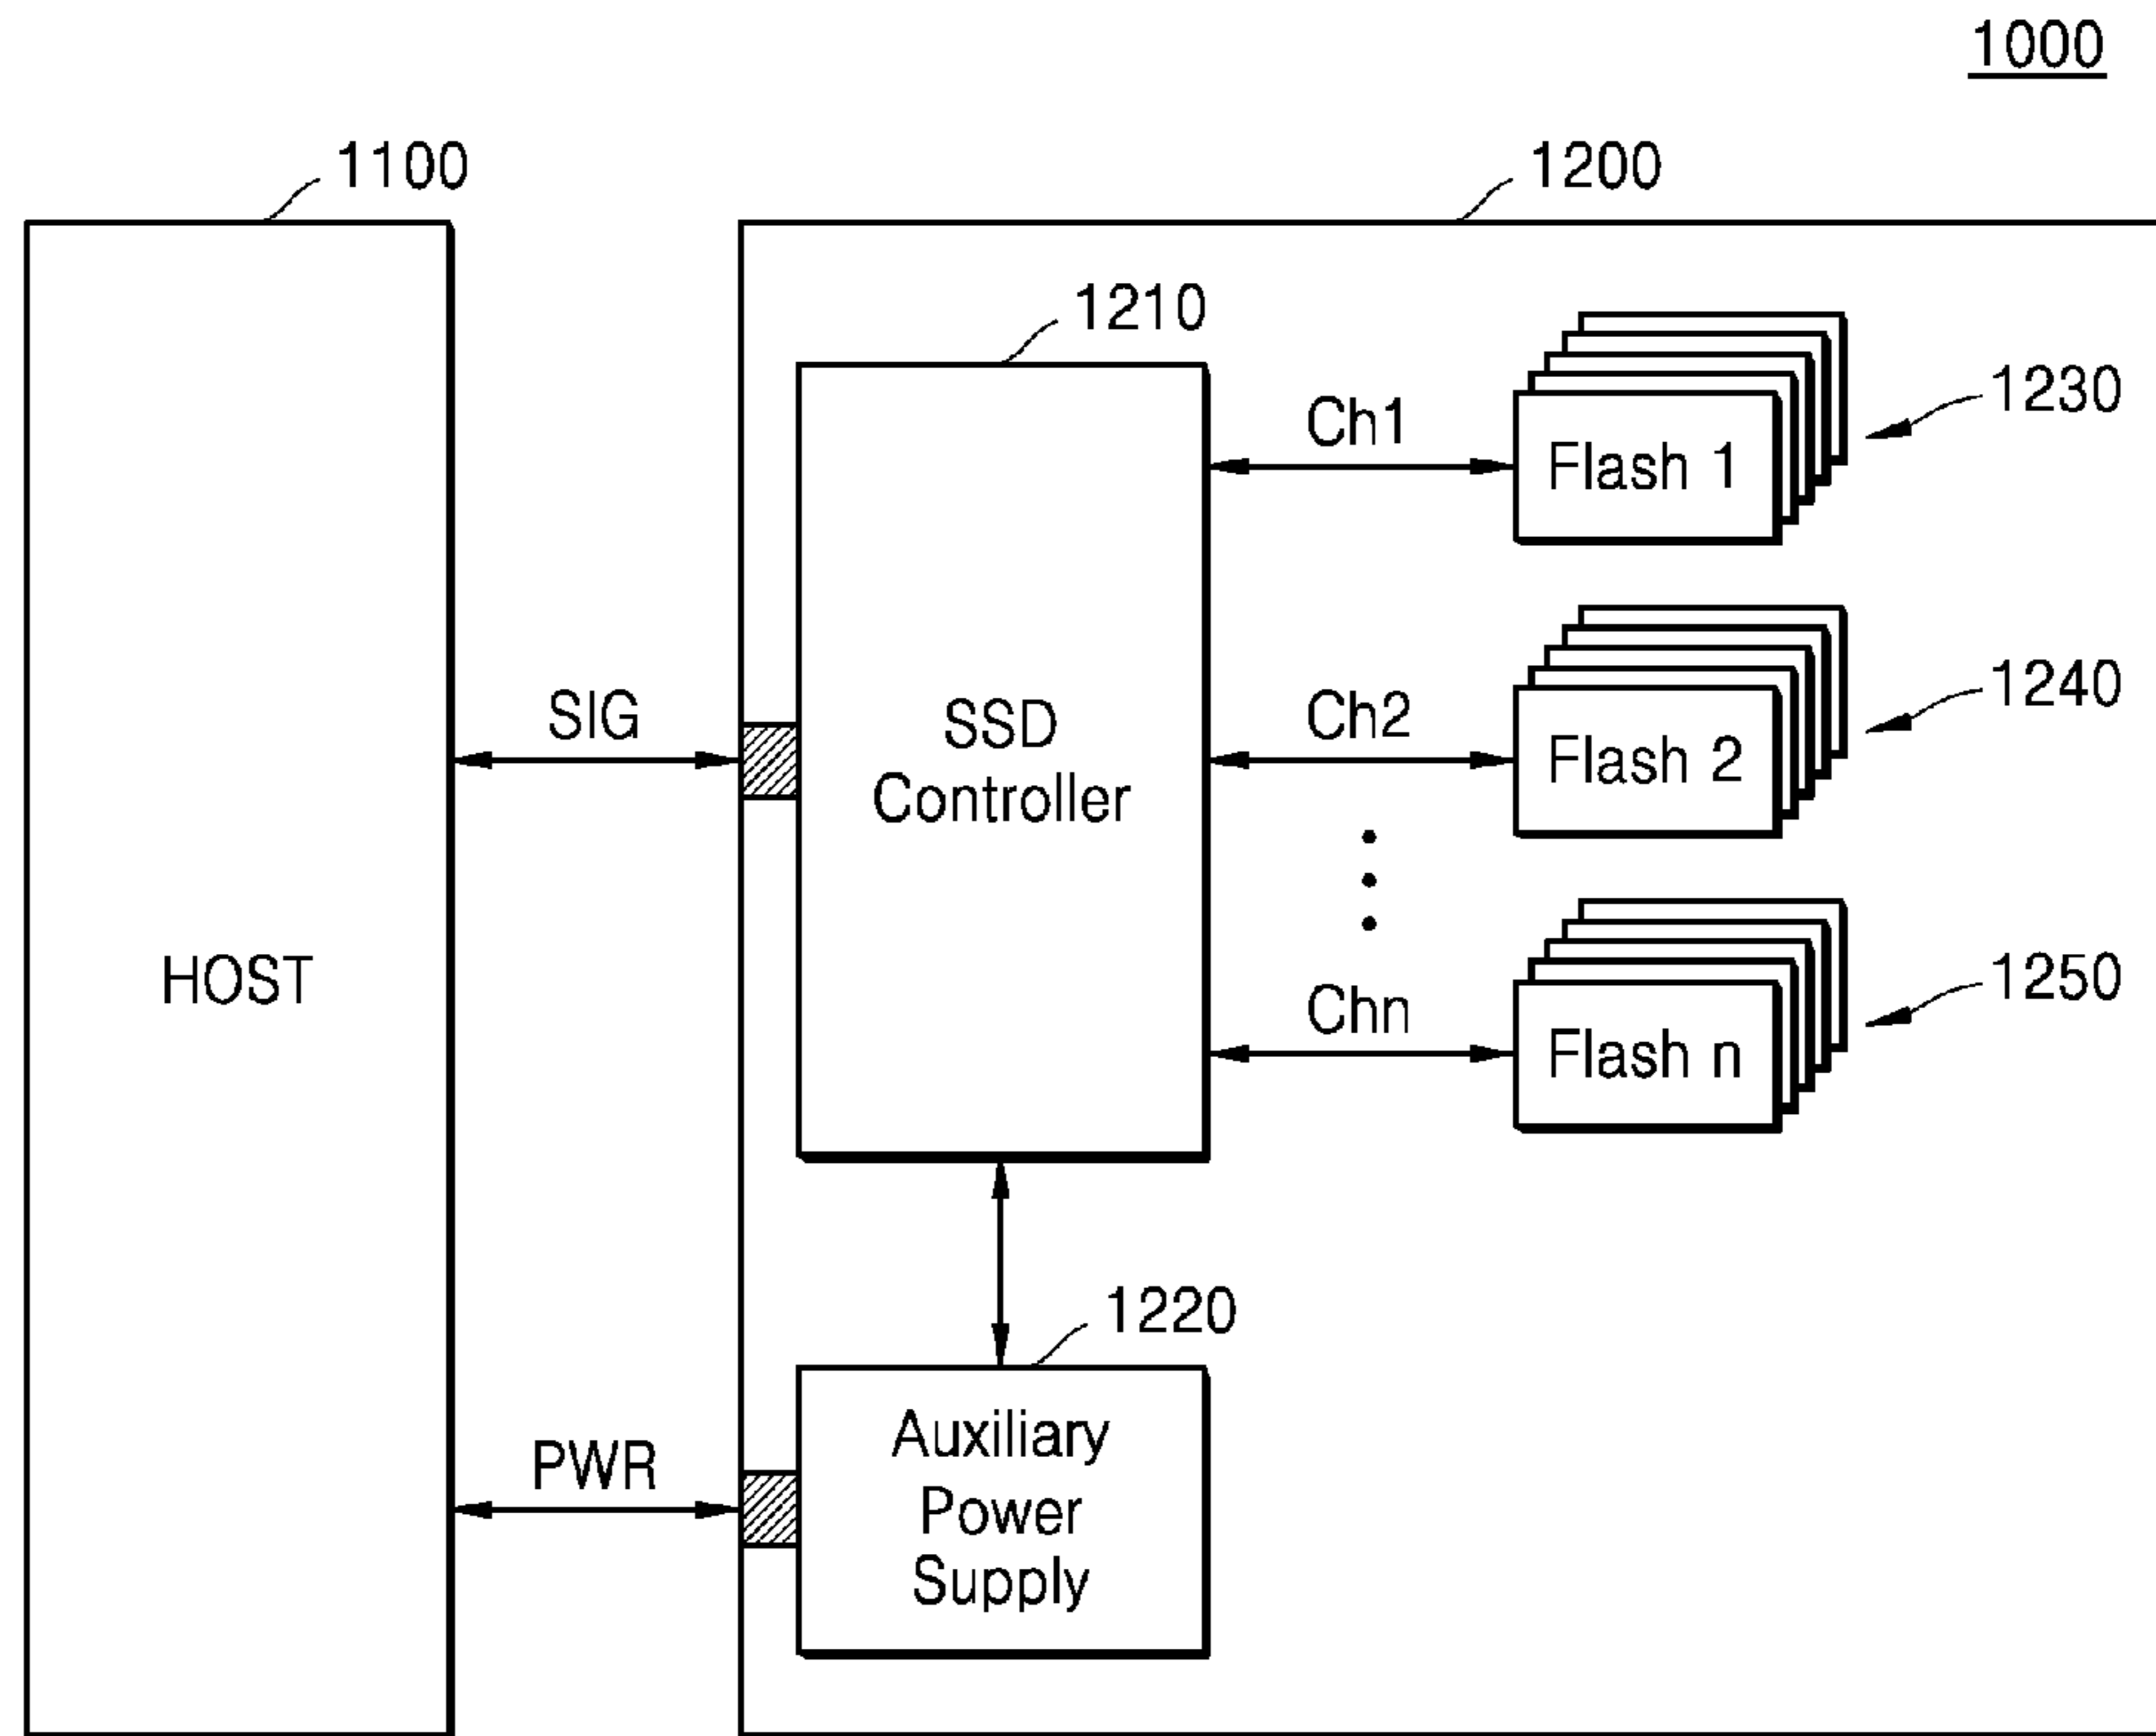 1000
1100
1200
1210
Ch1
Flash 1
1230
SIG
SSD
Controller
Ch2
Flash 2
1240
HOST
Chn
Flash n
1250
1220
PWR
Auxiliary
Power
Supply